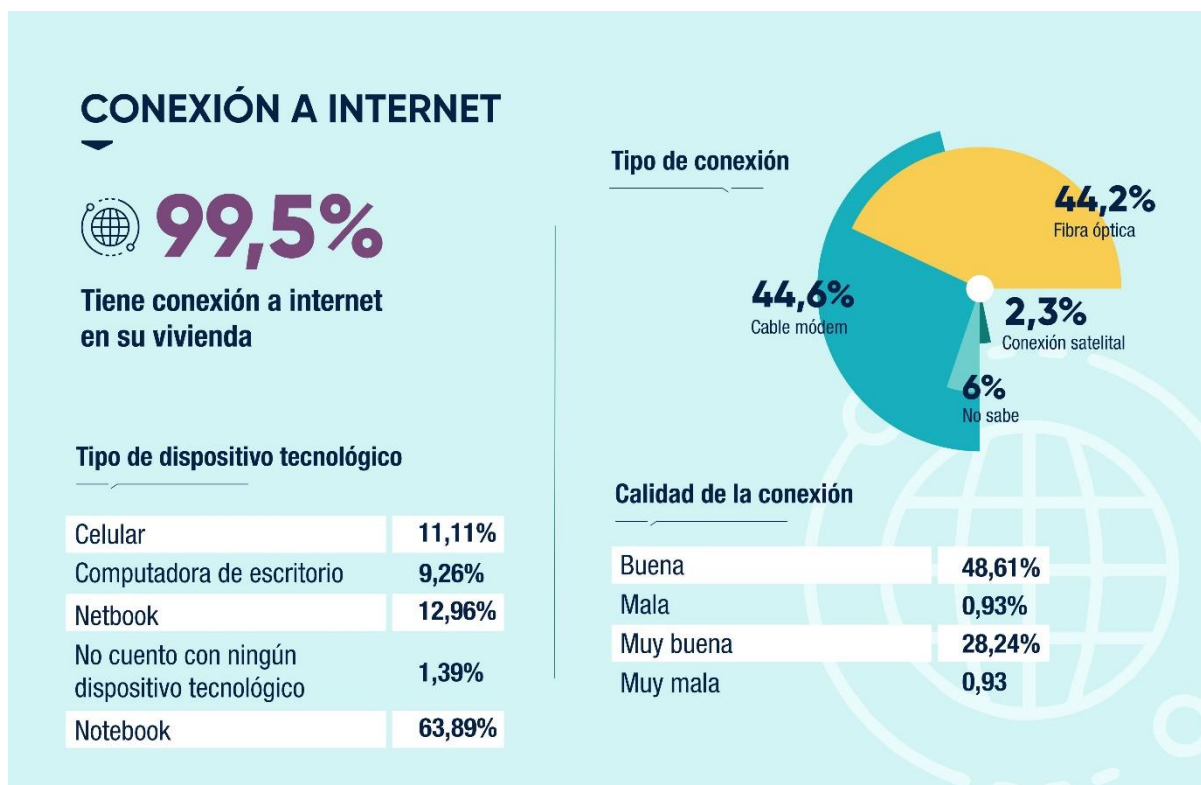 CONEXIÓN A INTERNET
99,5%
Tiene conexión a internet
en su vivienda
Tipo de dispositivo tecnológico
Celular 11,11%
Computadora de escritorio 9,26%
Netbook 12,96%
No cuento con ningún
dispositivo tecnológico 1,39%
Notebook 63,89%
Tipo de conexión
44,2%
Fibra óptica
44,6%
Cable módem
2,3%
Conexión satelital
6%
No sabe
Calidad de la conexión
Buena 48,61%
Mala 0,93%
Muy buena 28,24%
Muy mala 0,93